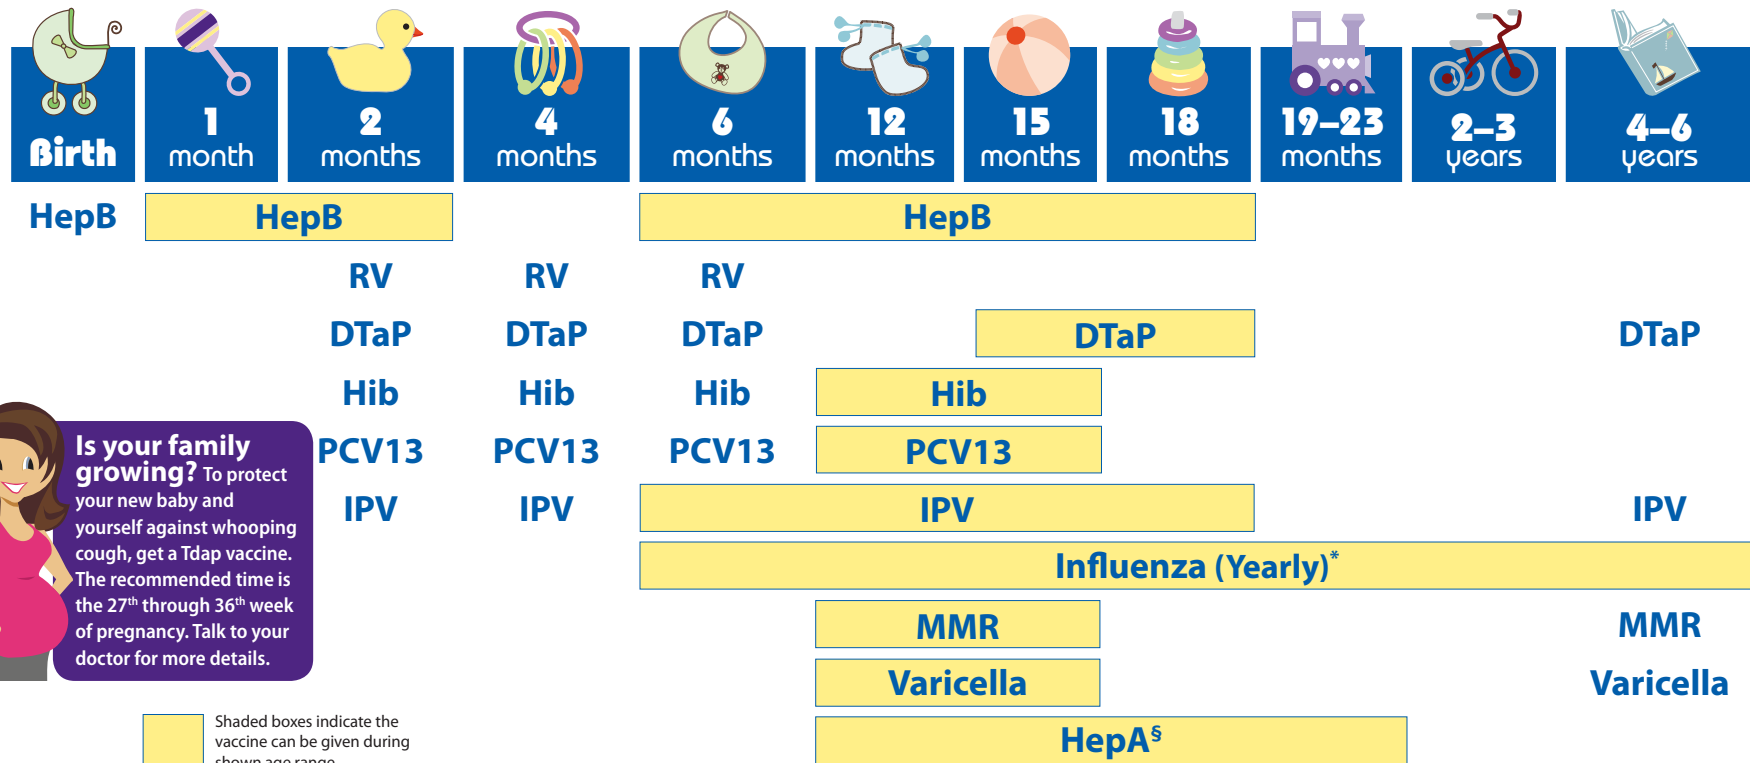 Birth
1
month
2
months
4
months
6
months
12
months
15
months
18
months
19–23
months
2–3
years
4–6
years
HepB HepB HepB
RV RV RV
DTaP DTaP DTaP DTaP DTaP
Hib Hib Hib Hib
PCV13 PCV13 PCV13 PCV13
IPV IPV IPV IPV
Influenza (Yearly)*
MMR MMR
Varicella Varicella
HepA§
Is your family
growing? To protect
your new baby and
yourself against whooping
cough, get a Tdap vaccine.
The recommended time is
the 27th through 36th week
of pregnancy. Talk to your
doctor for more details.
Shaded boxes indicate the
vaccine can be given during
shown age range.